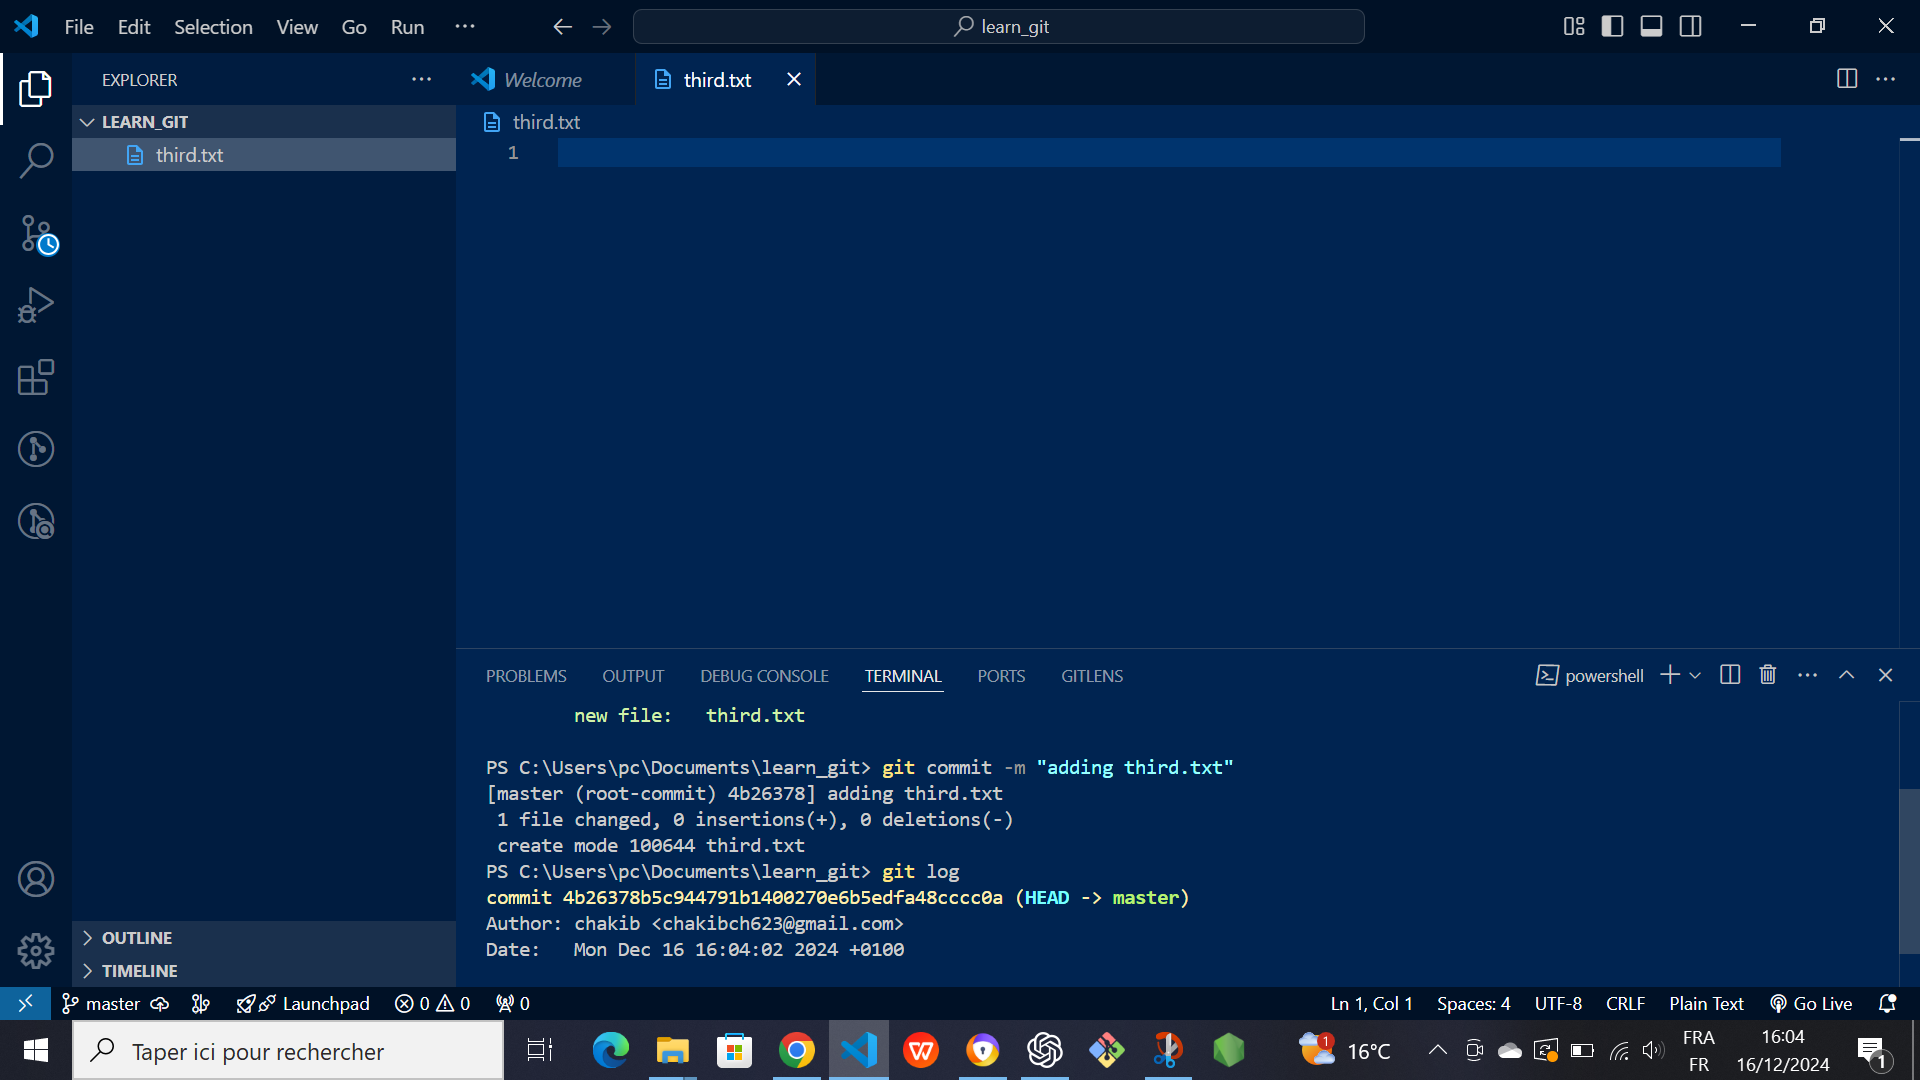 File Edit Selection View Go Run ··· learn_git
EXPLORER ···
Welcome third.txt
LEARN_GIT
third.txt
third.txt
1
PROBLEMS OUTPUT DEBUG CONSOLE TERMINAL PORTS GITLENS powershell
new file:   third.txt
PS C:\Users\pc\Documents\learn_git> git commit -m "adding third.txt"
[master (root-commit) 4b26378] adding third.txt
 1 file changed, 0 insertions(+), 0 deletions(-)
 create mode 100644 third.txt
PS C:\Users\pc\Documents\learn_git> git log
commit 4b26378b5c944791b1400270e6b5edfa48cccc0a (HEAD -> master)
Author: chakib <chakibch623@gmail.com>
Date:   Mon Dec 16 16:04:02 2024 +0100
OUTLINE
TIMELINE
master Launchpad 0 0 0 Ln 1, Col 1 Spaces: 4 UTF-8 CRLF Plain Text Go Live
Taper ici pour rechercher
1 16°C
FRA
FR
16:04
16/12/2024
1